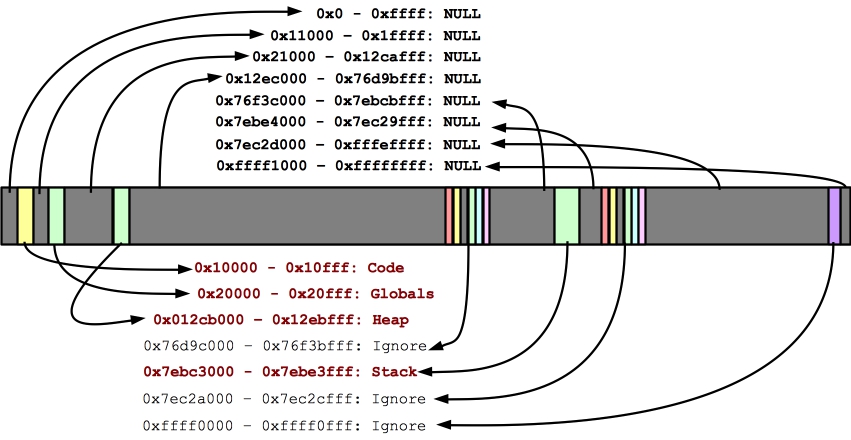 0x0 - 0xffff: NULL
0x11000 - 0x1ffff: NULL
0x21000 - 0x12cafff: NULL
0x12ec000 - 0x76d9bfff: NULL
0x76f3c000 - 0x7ebcbfff: NULL
0x7ebe4000 - 0x7ec29fff: NULL
0x7ec2d000 - 0xfffeffff: NULL
0xffff1000 - 0xffffffff: NULL
0x10000 - 0x10fff: Code
0x20000 - 0x20fff: Globals
0x012cb000 - 0x12ebfff: Heap
0x76d9c000 - 0x76f3bfff: Ignore
0x7ebc3000 - 0x7ebe3fff: Stack
0x7ec2a000 - 0x7ec2cfff: Ignore
0xffff0000 - 0xffff0fff: Ignore